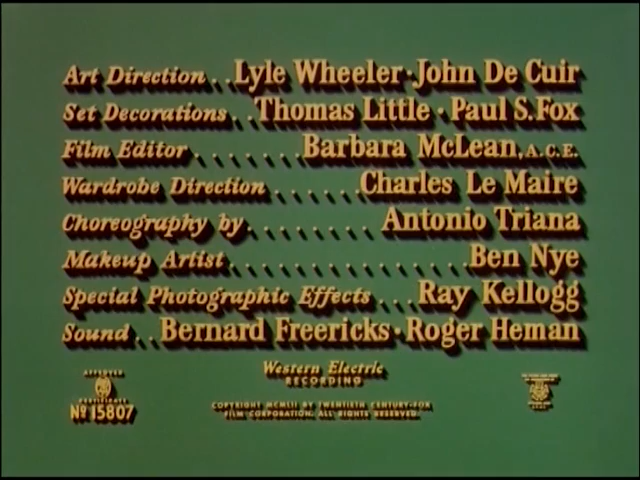 Art Direction . . Lyle Wheeler · John De Cuir
Set Decorations . . Thomas Little · Paul S. Fox
Film Editor . . . . . . . Barbara McLean, A.C.E.
Wardrobe Direction . . . . . . Charles Le Maire
Choreography by . . . . . . . . Antonio Triana
Makeup Artist . . . . . . . . . . . . . . . Ben Nye
Special Photographic Effects . . . Ray Kellogg
Sound . . Bernard Freericks · Roger Heman
Western Electric
RECORDING
APPROVED
CERTIFICATE
No 15807
COPYRIGHT MCMLII BY TWENTIETH CENTURY-FOX
FILM CORPORATION. ALL RIGHTS RESERVED.